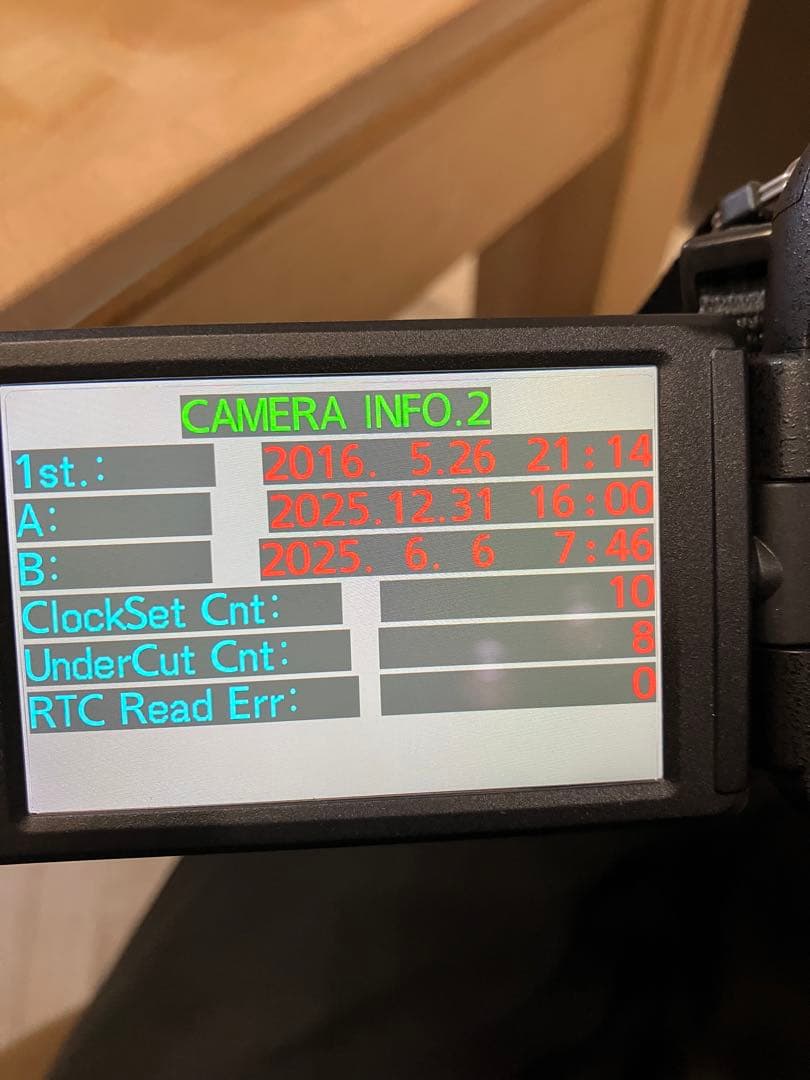 CAMERA INFO.2
1st.: 2016. 5.26 21:14
A: 2025.12.31 16:00
B: 2025. 6. 6 7:46
ClockSet Cnt: 10
UnderCut Cnt: 8
RTC Read Err: 0